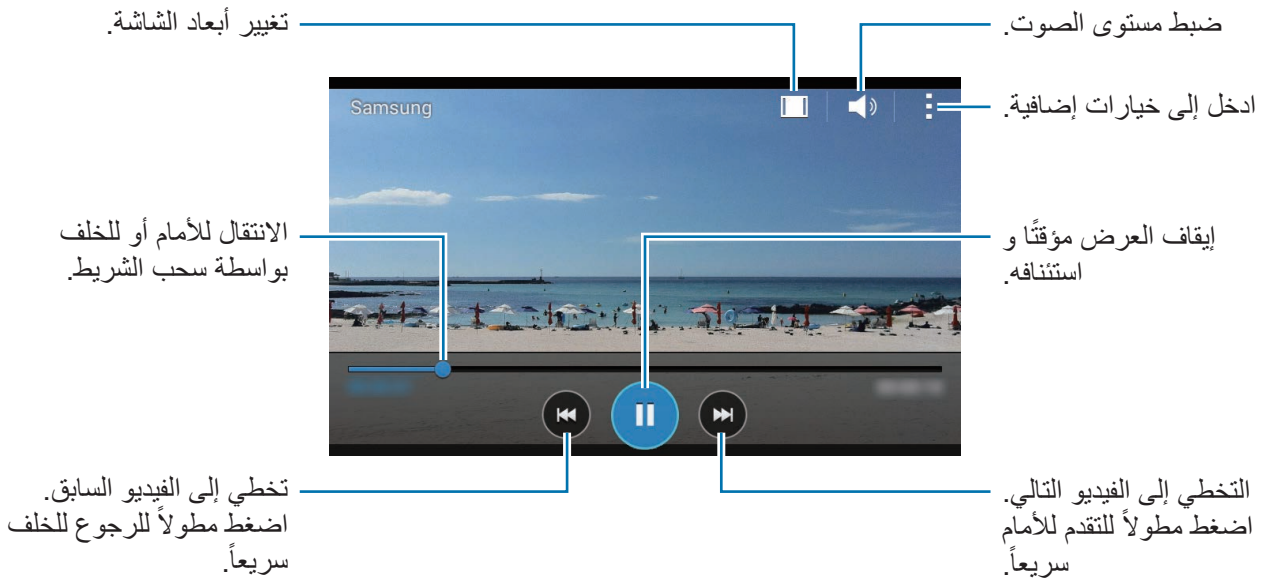 ضبط مستوى الصوت.
تغيير أبعاد الشاشة.
Samsung
ادخل إلى خيارات إضافية.
إيقاف العرض مؤقتًا و
استئنافه.
الانتقال للأمام أو للخلف
بواسطة سحب الشريط.
التخطي إلى الفيديو التالي.
اضغط مطولاً للتقدم للأمام
سريعاً.
تخطي إلى الفيديو السابق.
اضغط مطولاً للرجوع للخلف
سريعاً.